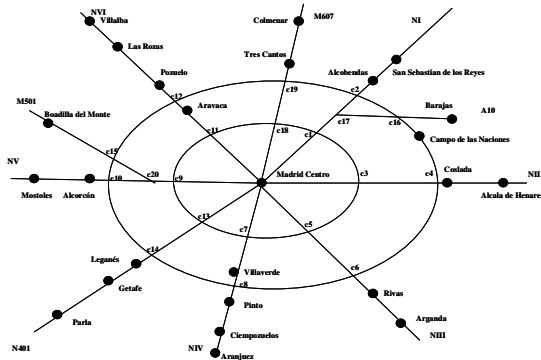 NVI
Villalba
Colmenar
M607
NI
Las Rozas
Tres Cantos
San Sebastian de los Reyes
Pozuelo
Alcobendas
c12
c19
c2
M501
Boadilla del Monte
Aravaca
Barajas
A10
c11
c18
c1
c17
c16
Campo de las Naciones
c15
NV
c10
c20
c9
Madrid Centro
c3
c4
Coslada
NII
Mostoles
Alcorcón
Alcala de Henare
c13
c7
c5
c14
Leganés
Villaverde
c6
Getafe
c8
Pinto
Rivas
Parla
Arganda
N401
Ciempozuelos
NIII
NIV
Aranjuez